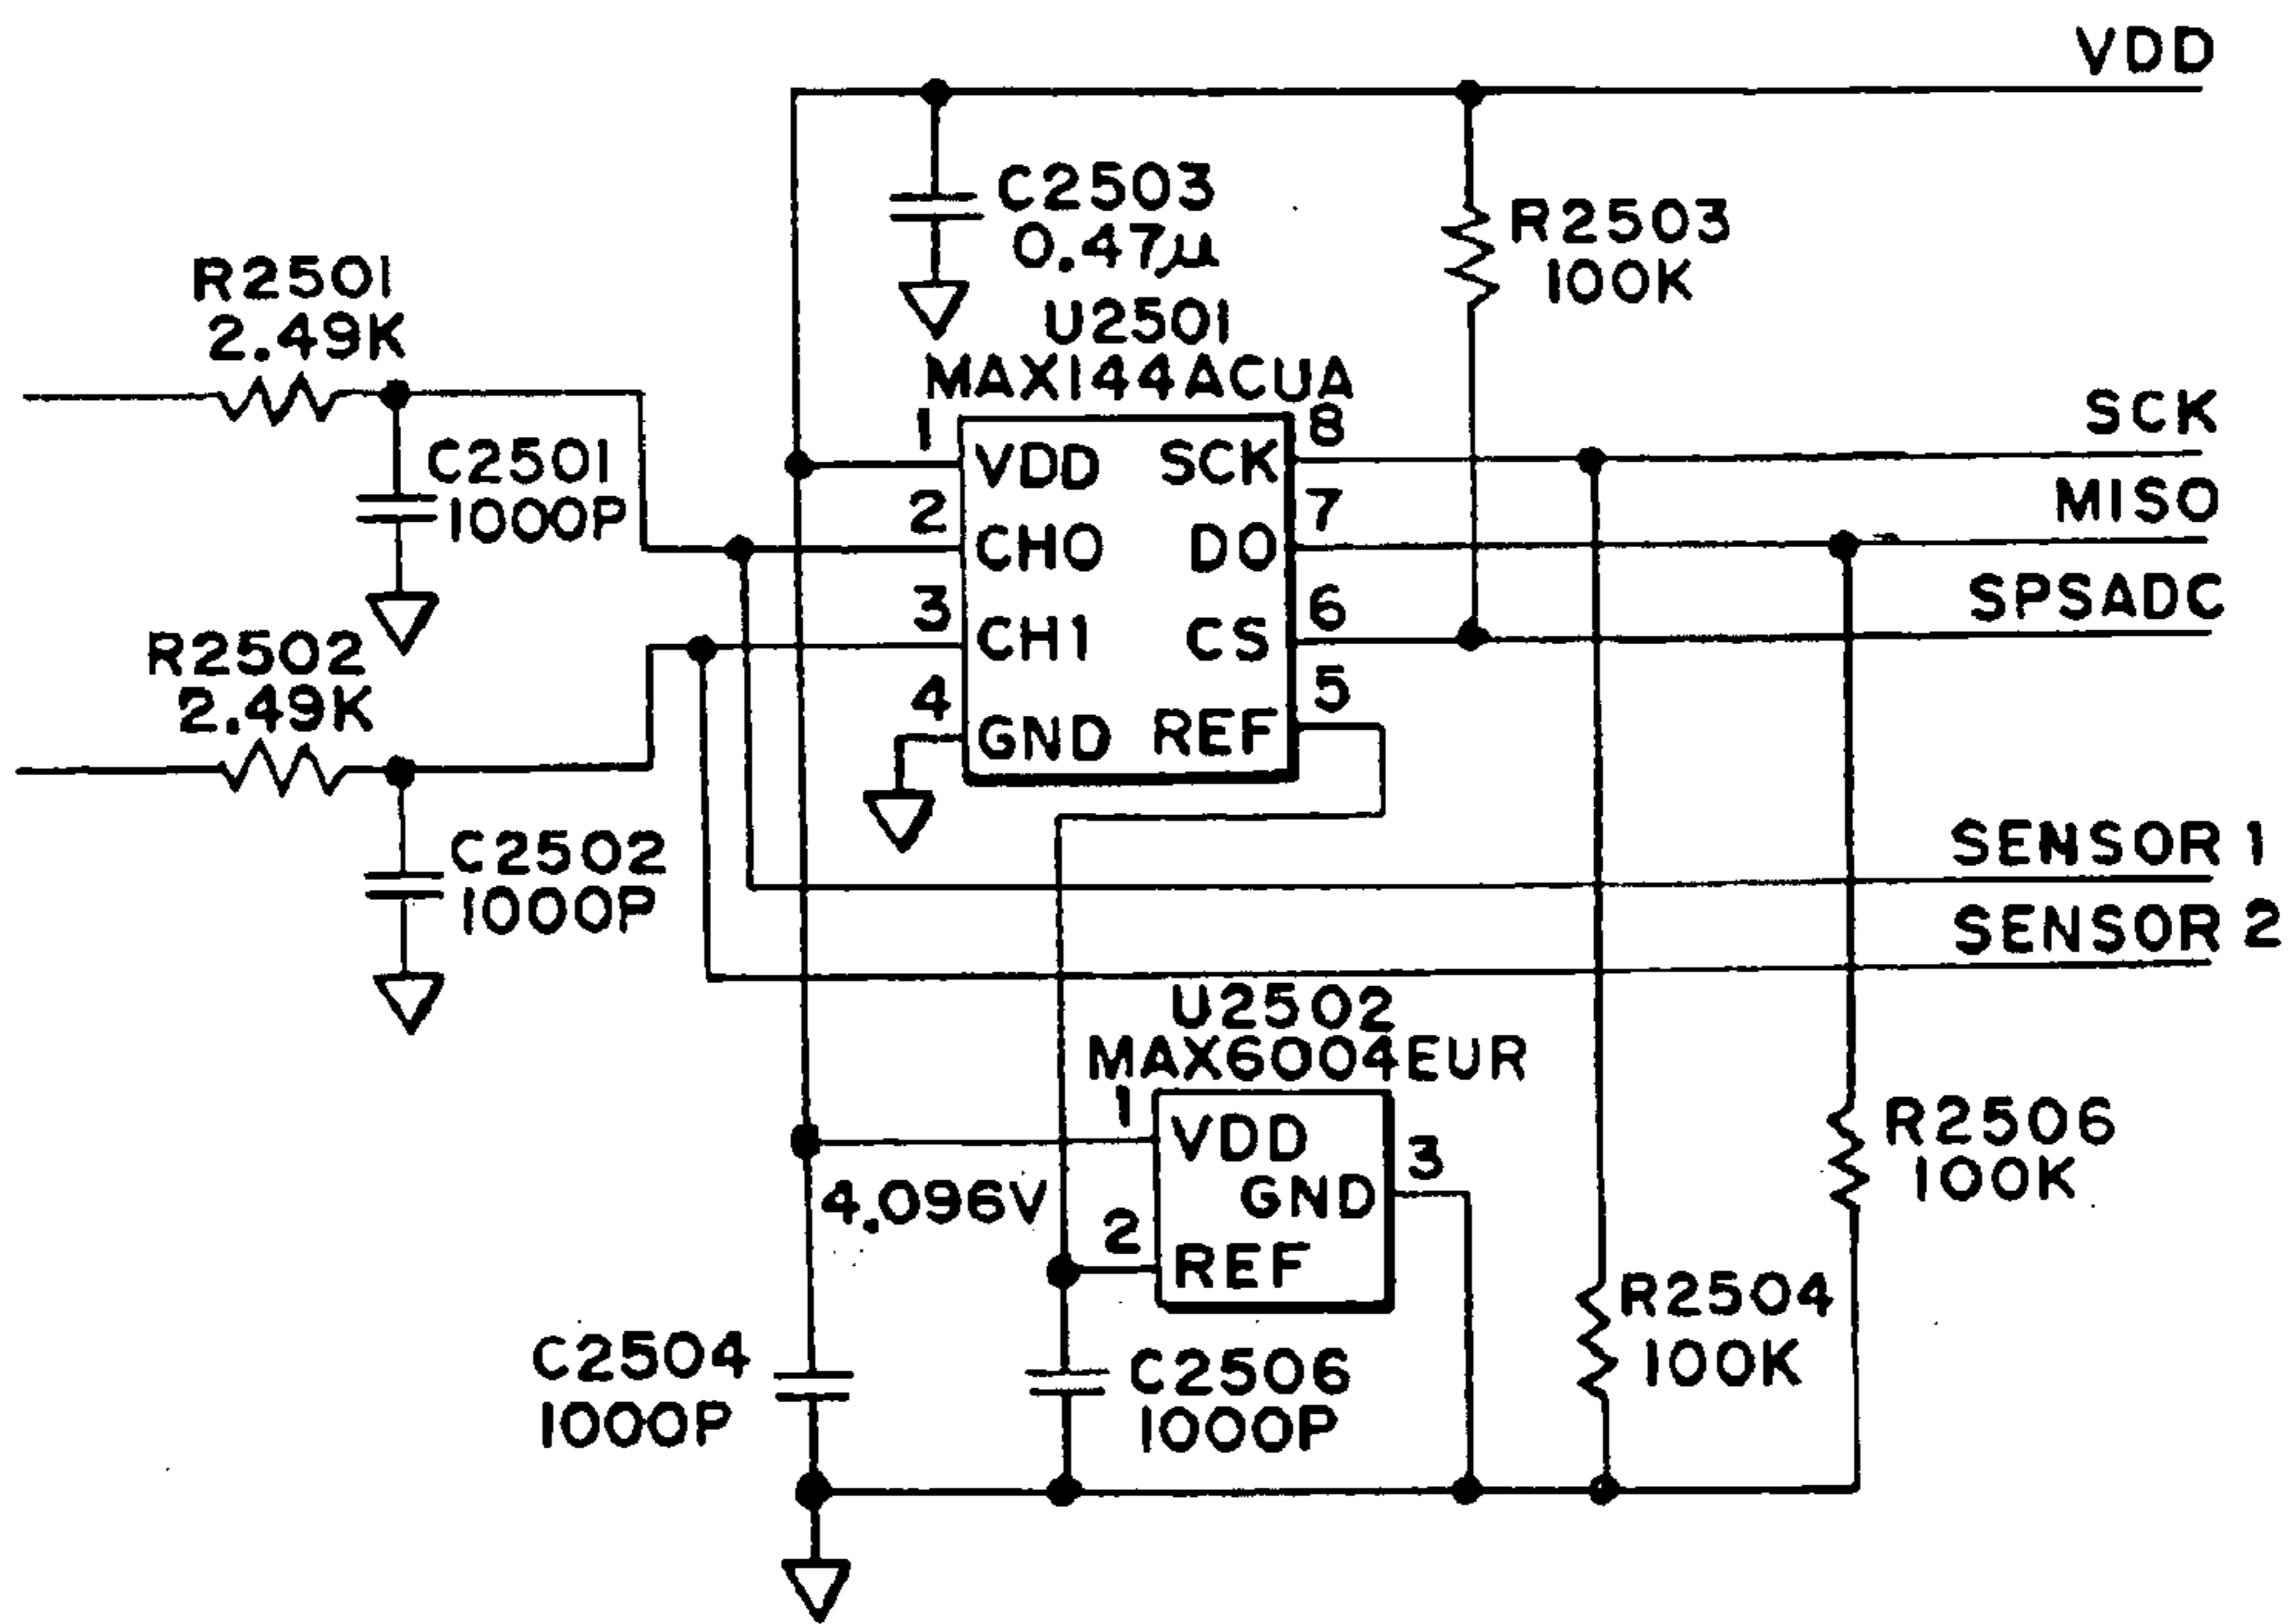 VDD
C2503
0.47µ
R2503
100K
R2501
2.49K
U2501
MAX144ACUA
1
8
VDD
SCK
SCK
C2501
1000P
2
7
CH0
DO
MISO
3
6
CH1
CS
SPSADC
R2502
2.49K
4
5
GND
REF
C2502
1000P
SENSOR 1
SENSOR 2
U2502
MAX6004EUR
1
VDD
3
GND
4.096V
2
REF
R2506
100K
R2504
100K
C2504
1000P
C2506
1000P